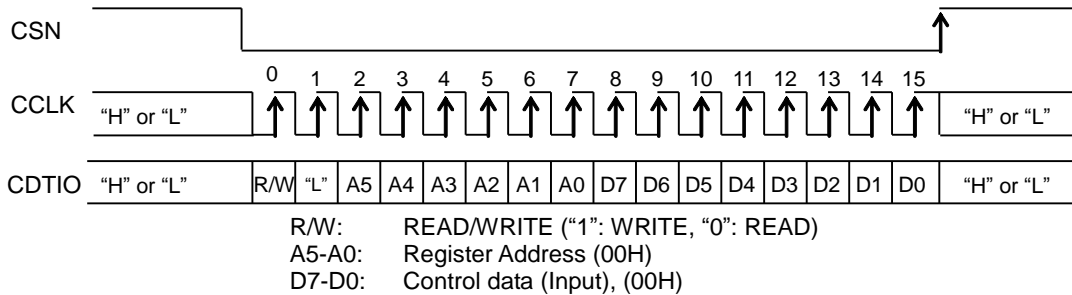 CSN
0 1 2 3 4 5 6 7 8 9 10 11 12 13 14 15
CCLK "H" or "L" "H" or "L"
CDTIO "H" or "L" R/W "L" A5 A4 A3 A2 A1 A0 D7 D6 D5 D4 D3 D2 D1 D0 "H" or "L"
R/W: READ/WRITE (“1”: WRITE, “0”: READ)
A5-A0: Register Address (00H)
D7-D0: Control data (Input), (00H)